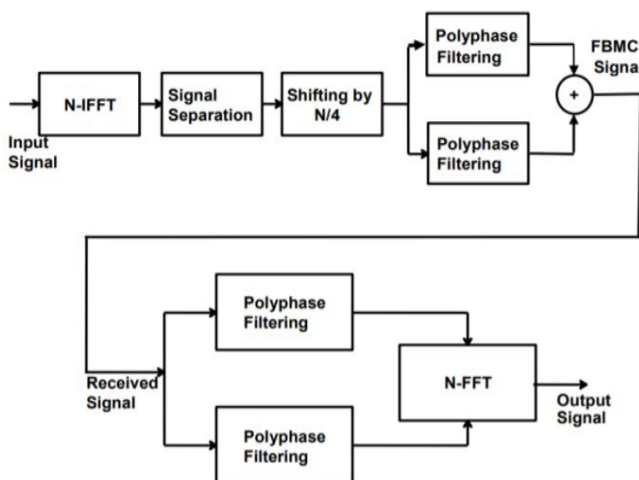 Polyphase
Filtering
FBMC
Signal
N-IFFT
Signal
Separation
Shifting by
N/4
+
Input
Signal
Polyphase
Filtering
Polyphase
Filtering
N-FFT
Received
Signal
Output
Signal
Polyphase
Filtering